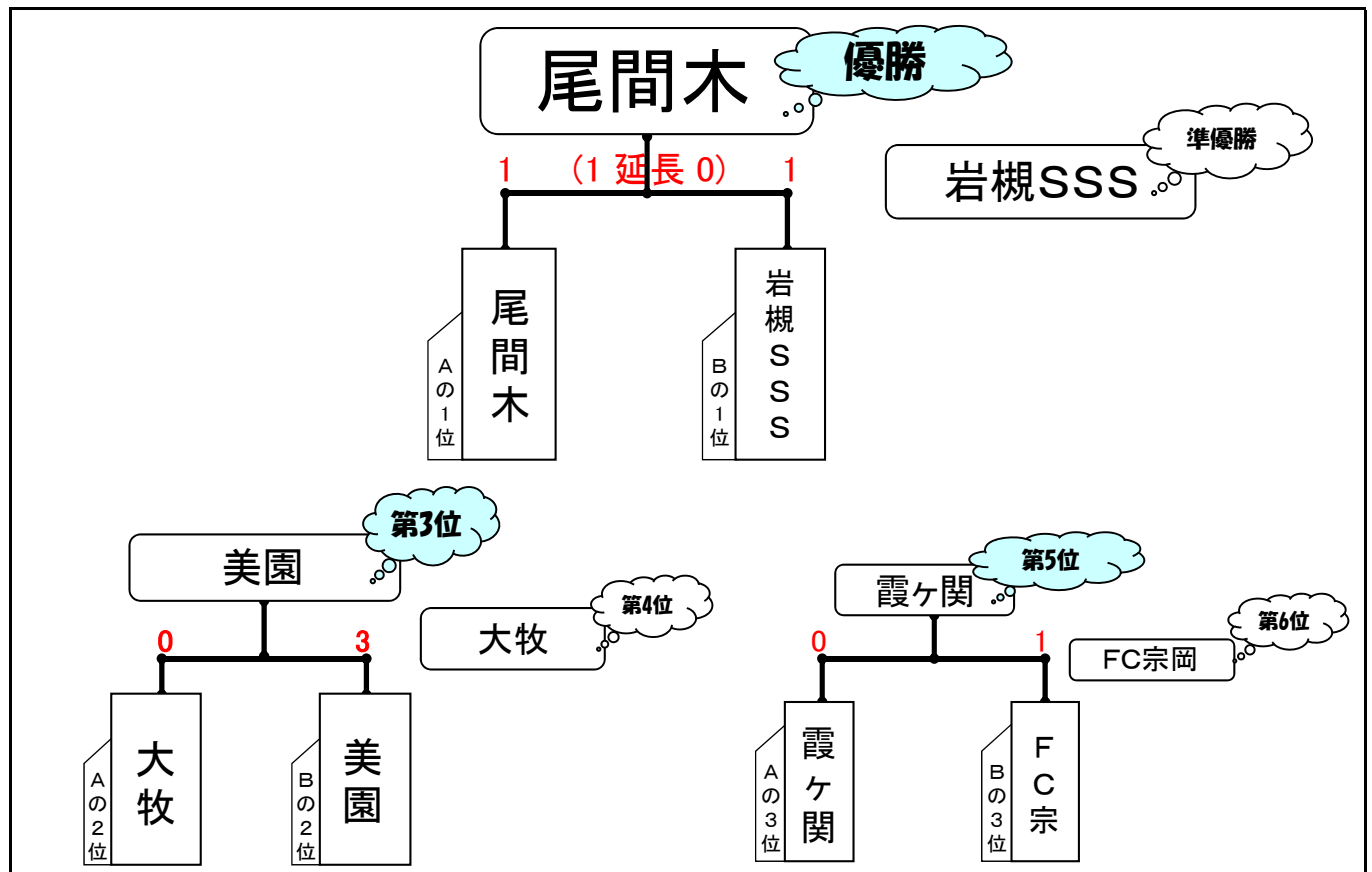 尾間木
優勝
準優勝
岩槻SSS
1 (1 延長 0) 1
尾間木
Aの1位
岩槻SSS
Bの1位
第3位
美園
第4位
大牧
0 3
大牧
Aの2位
美園
Bの2位
第5位
霞ヶ関
第6位
FC宗岡
0 1
霞ヶ関
Aの3位
FC宗
Bの3位